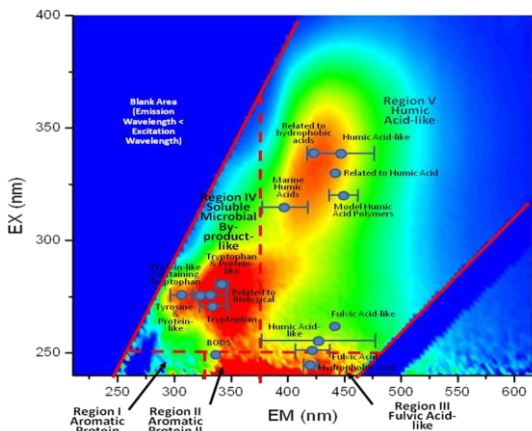 400
350
300
250
EX (nm)
Blank Area
[Emission
Wavelength <
Excitation
Wavelength]
Region V
Humic
Acid-like
Related to
hydrophobic
acids
Humic Acid-like
Marine
Humic
Acids
Related to Humic Acid
Model Humic
Acid Polymers
Region IV
Soluble
Microbial
By-
product-
like
Tryptophan
& Protein-
like
Protein-like
Containing
Tryptophan
Related to
Biological
Tyrosine
&
Protein-
like
Tryptophan
BOD5
Humic Acid-
like
Fulvic Acid-like
Fulvic Acid
Hydrophobic Acid
200 250 300 350 400 450 500 550 600
Region I
Aromatic
Protein
Region II
Aromatic
Protein II
EM (nm)
Region III
Fulvic Acid-
like